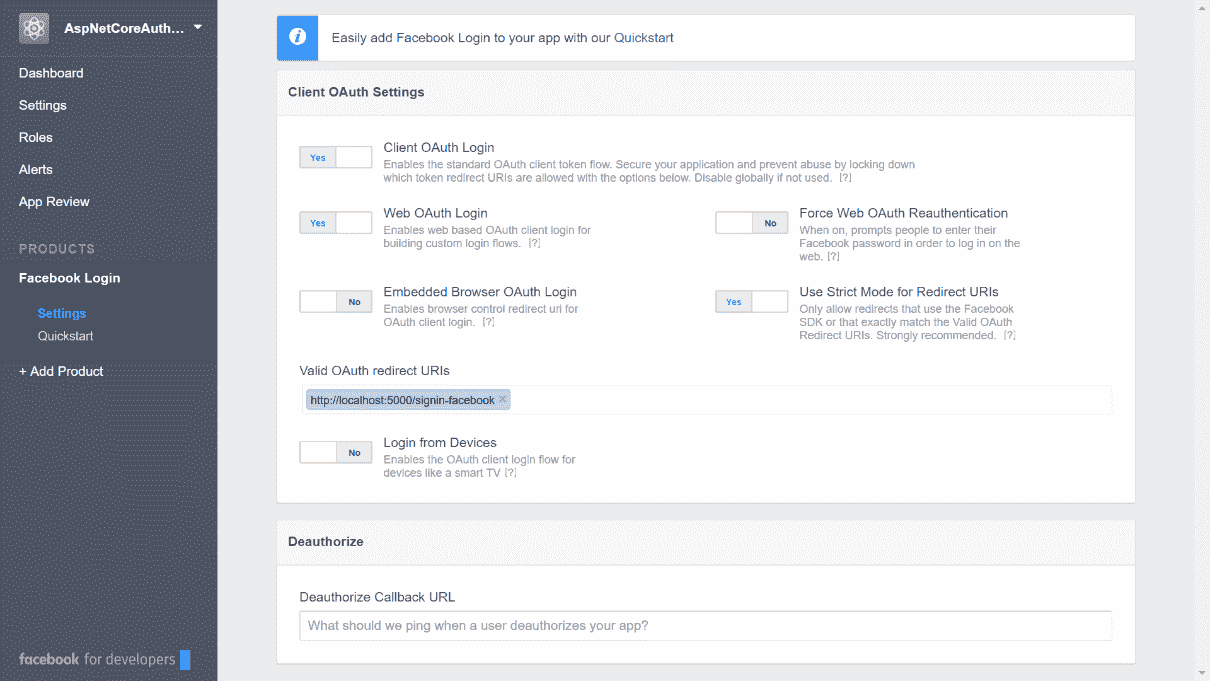 AspNetCoreAuth...
Dashboard
Settings
Roles
Alerts
App Review
PRODUCTS
Facebook Login
Settings
Quickstart
+ Add Product
facebook for developers
Easily add Facebook Login to your app with our Quickstart
Client OAuth Settings
Yes
Client OAuth Login
Enables the standard OAuth client token flow. Secure your application and prevent abuse by locking down
which token redirect URIs are allowed with the options below. Disable globally if not used. [?]
Yes
Web OAuth Login
Enables web based OAuth client login for
building custom login flows. [?]
No
Force Web OAuth Reauthentication
When on, prompts people to enter their
Facebook password in order to log in on the
web. [?]
No
Embedded Browser OAuth Login
Enables browser control redirect uri for
OAuth client login. [?]
Yes
Use Strict Mode for Redirect URIs
Only allow redirects that use the Facebook
SDK or that exactly match the Valid OAuth
Redirect URIs. Strongly recommended. [?]
Valid OAuth redirect URIs
http://localhost:5000/signin-facebook ×
No
Login from Devices
Enables the OAuth client login flow for
devices like a smart TV [?]
Deauthorize
Deauthorize Callback URL
What should we ping when a user deauthorizes your app?